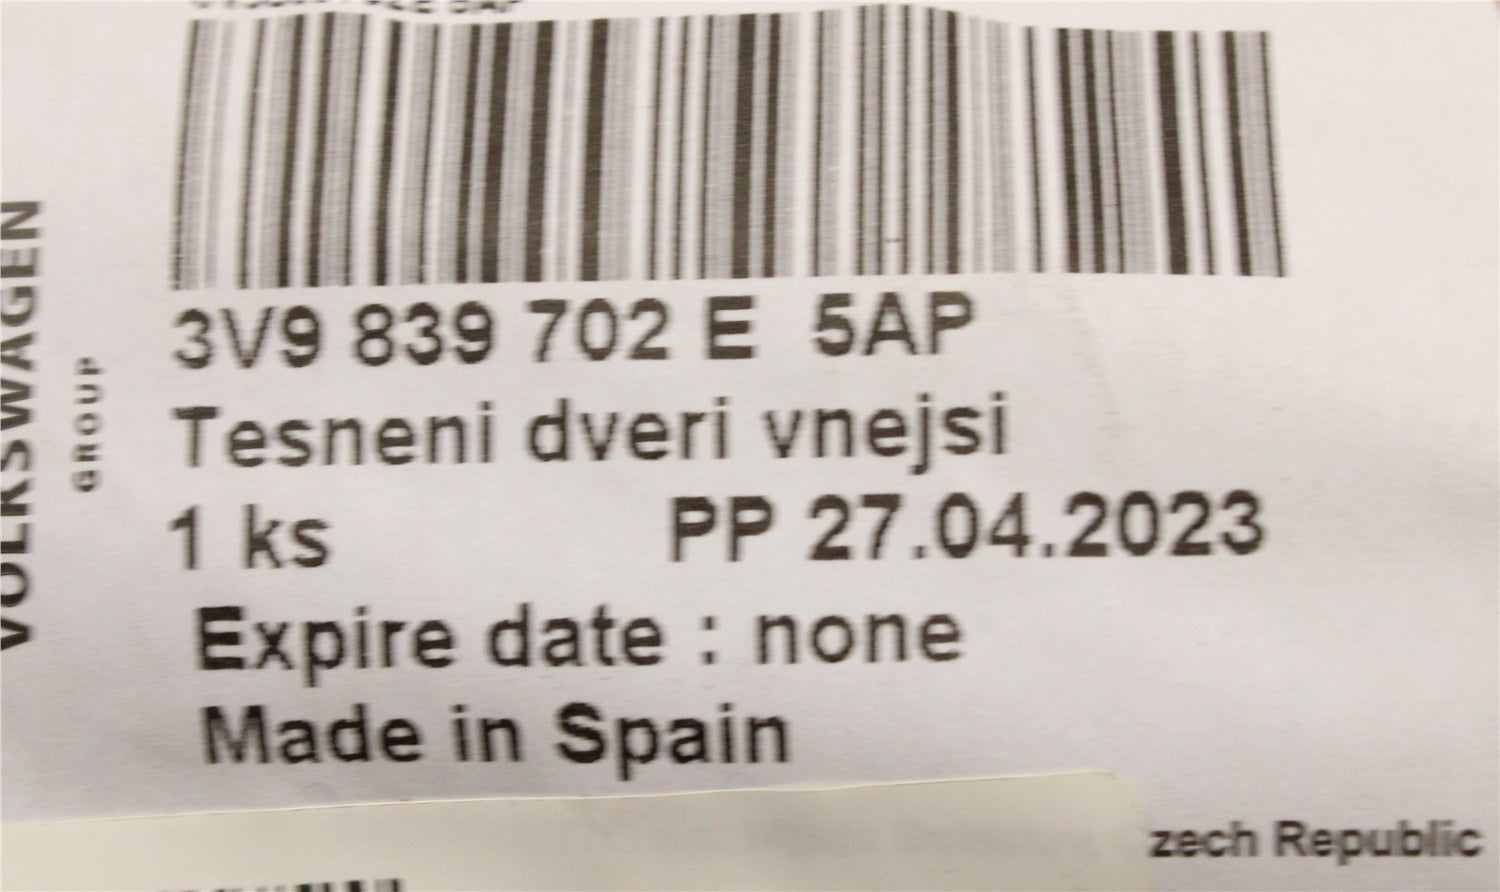 3V9 839 702 E 5AP
Tesneni dveri vnejsi
1 ks PP 27.04.2023
Expire date : none
Made in Spain
zech Republic
VOLKSWAGEN
GROUP